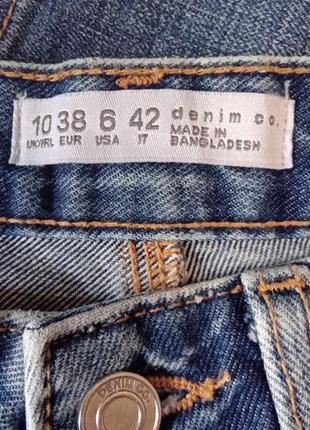 10 38 6 42 denim co.
UK/IRL EUR USA IT MADE IN
BANGLADESH
DENIM CO.